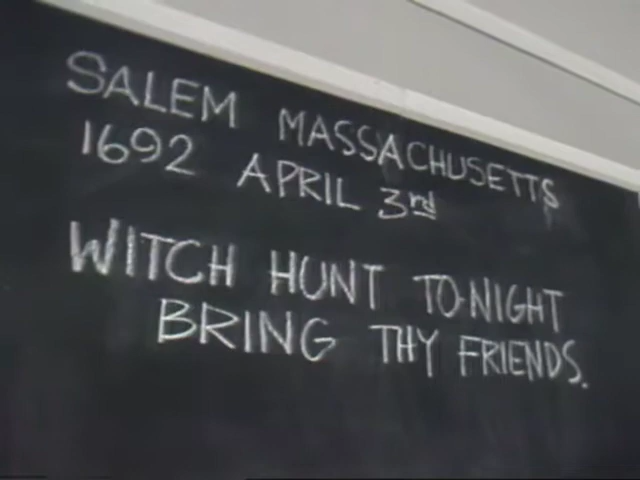 SALEM MASSACHUSETTS
1692 APRIL 3rd
WITCH HUNT TO-NIGHT
BRING THY FRIENDS.